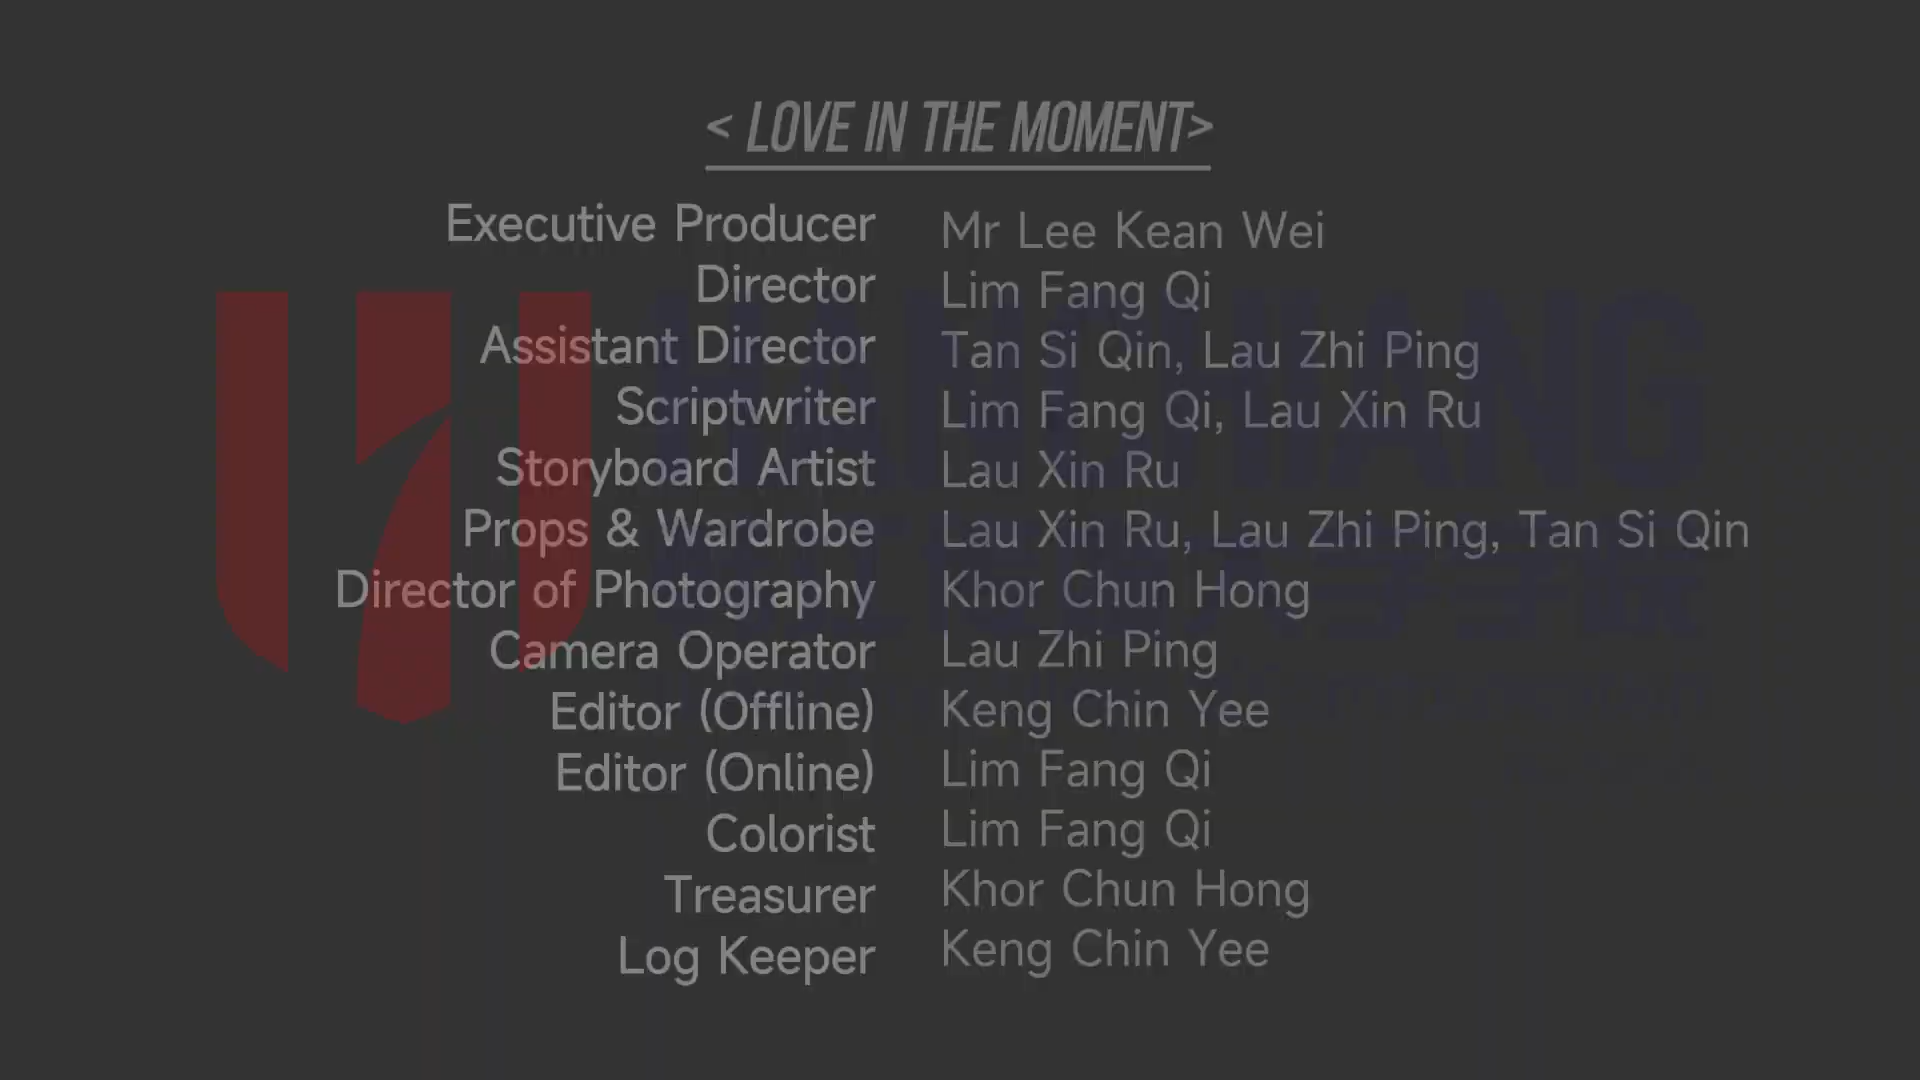 < LOVE IN THE MOMENT>
Executive Producer Mr Lee Kean Wei
Director Lim Fang Qi
Assistant Director Tan Si Qin, Lau Zhi Ping
Scriptwriter Lim Fang Qi, Lau Xin Ru
Storyboard Artist Lau Xin Ru
Props & Wardrobe Lau Xin Ru, Lau Zhi Ping, Tan Si Qin
Director of Photography Khor Chun Hong
Camera Operator Lau Zhi Ping
Editor (Offline) Keng Chin Yee
Editor (Online) Lim Fang Qi
Colorist Lim Fang Qi
Treasurer Khor Chun Hong
Log Keeper Keng Chin Yee
HAN CHIANG